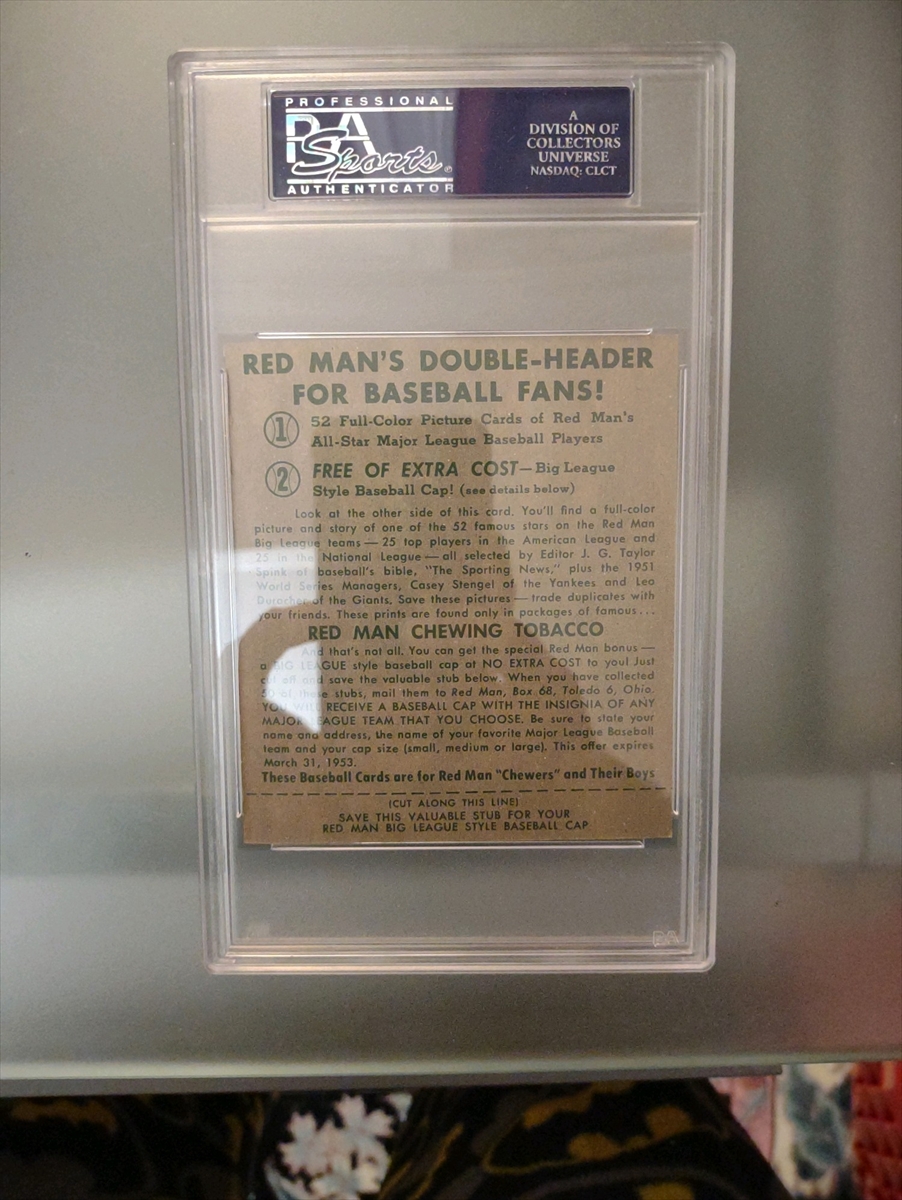 PROFESSIONAL
PSA
Sports
AUTHENTICATOR
A
DIVISION OF
COLLECTORS
UNIVERSE
NASDAQ: CLCT
RED MAN'S DOUBLE-HEADER
FOR BASEBALL FANS!
1 52 Full-Color Picture Cards of Red Man's
All-Star Major League Baseball Players
2 FREE OF EXTRA COST—Big League
Style Baseball Cap! (see details below)
Look at the other side of this card. You'll find a full-color
picture and story of one of the 52 famous stars on the Red Man
Big League teams — 25 top players in the American League and
25 in the National League — all selected by Editor J. G. Taylor
Spink of baseball's bible, "The Sporting News," plus the 1951
World Series Managers, Casey Stengel of the Yankees and Leo
Durocher of the Giants. Save these pictures — trade duplicates with
your friends. These prints are found only in packages of famous...
RED MAN CHEWING TOBACCO
And that's not all. You can get the special Red Man bonus —
a BIG LEAGUE style baseball cap at NO EXTRA COST to you! Just
cut off and save the valuable stub below. When you have collected
50 of these stubs, mail them to Red Man, Box 68, Toledo 6, Ohio.
YOU WILL RECEIVE A BASEBALL CAP WITH THE INSIGNIA OF ANY
MAJOR LEAGUE TEAM THAT YOU CHOOSE. Be sure to state your
name and address, the name of your favorite Major League Baseball
team and your cap size (small, medium or large). This offer expires
March 31, 1953.
These Baseball Cards are for Red Man "Chewers" and Their Boys
(CUT ALONG THIS LINE)
SAVE THIS VALUABLE STUB FOR YOUR
RED MAN BIG LEAGUE STYLE BASEBALL CAP
PSA